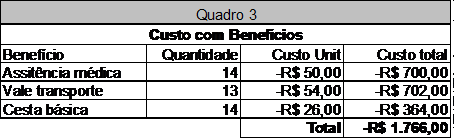 Quadro 3
Custo com Benefícios
Benefício Quantidade Custo Unit Custo total
Assitência médica 14 -R$ 50,00 -R$ 700,00
Vale transporte 13 -R$ 54,00 -R$ 702,00
Cesta básica 14 -R$ 26,00 -R$ 364,00
Total -R$ 1.766,00